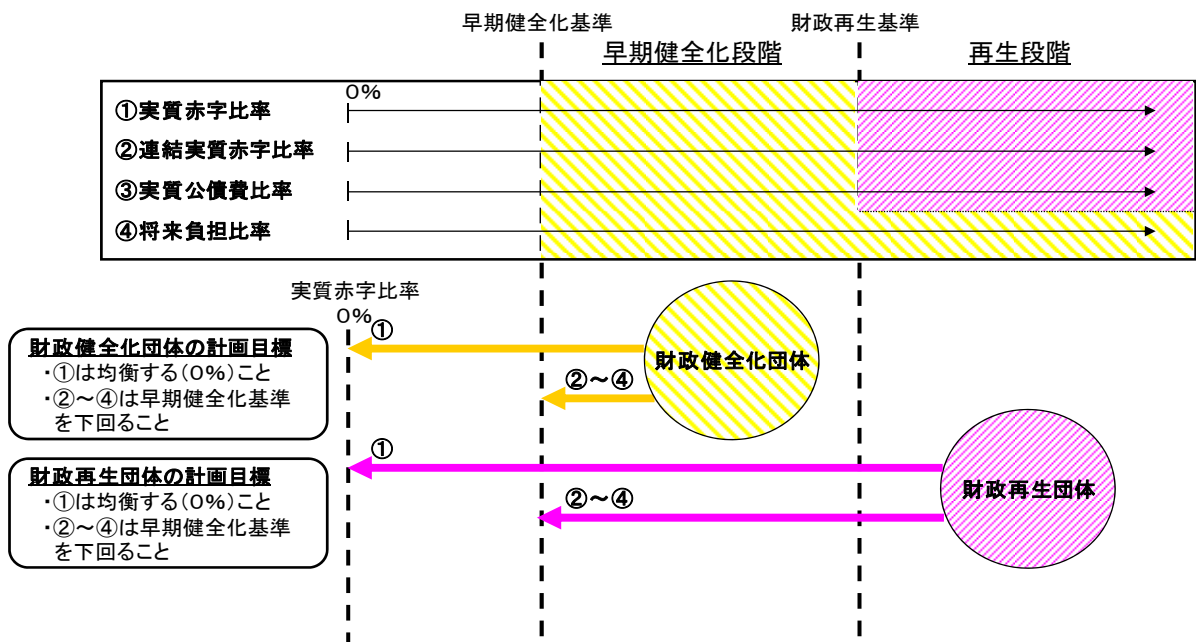 早期健全化基準
財政再生基準
早期健全化段階
再生段階
0%
①実質赤字比率
②連結実質赤字比率
③実質公債費比率
④将来負担比率
実質赤字比率
0%
財政健全化団体の計画目標
・①は均衡する(0%)こと
・②～④は早期健全化基準
を下回ること
①
②～④
財政健全化団体
財政再生団体の計画目標
・①は均衡する(0%)こと
・②～④は早期健全化基準
を下回ること
①
②～④
財政再生団体